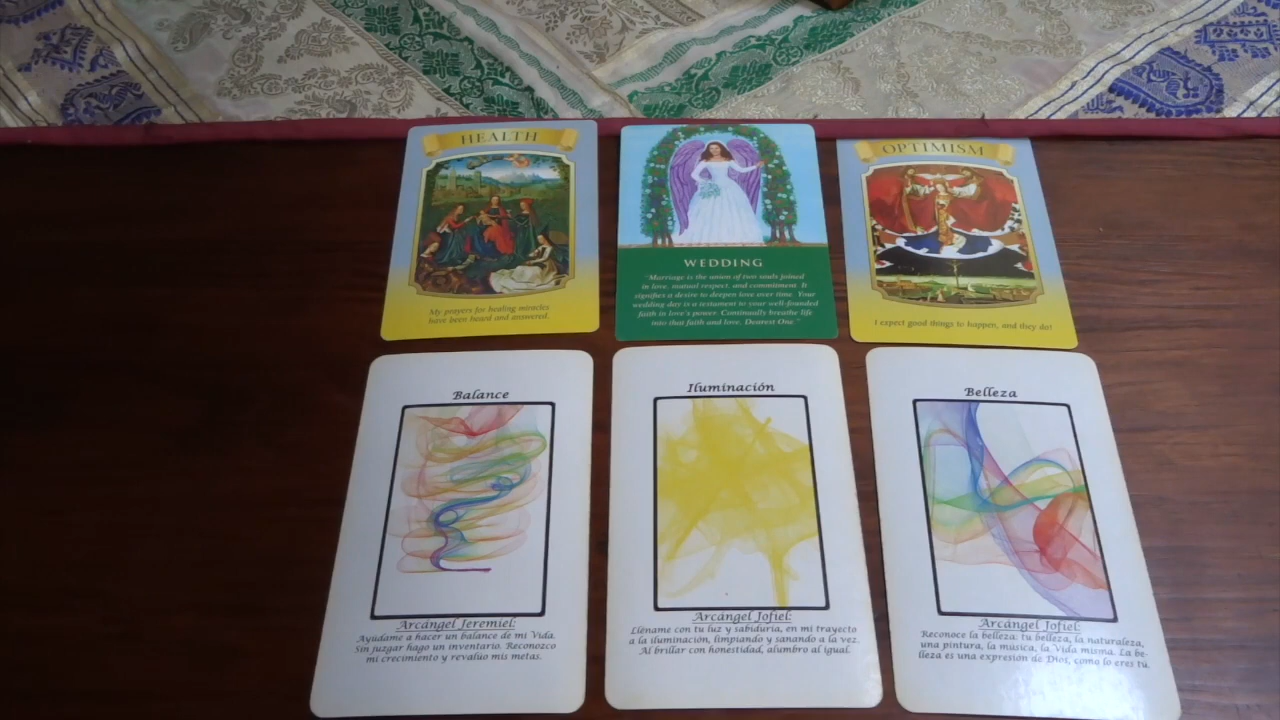 HEALTH
My prayers for healing miracles
have been heard and answered.
WEDDING
"Marriage is the union of two souls joined
in love, mutual respect, and commitment. It
signifies a desire to deepen love over time. Your
wedding day is a testament to your well-founded
faith in love's power. Continually breathe life
into that faith and love, Dearest One."
OPTIMISM
I expect good things to happen, and they do!
Balance
Arcángel Jeremiel:
Ayúdame a hacer un balance de mi Vida.
Sin juzgar hago un inventario. Reconozco
mi crecimiento y revalúo mis metas.
Iluminación
Arcángel Jofiel:
Lléname con tu luz y sabiduría, en mi trayecto
a la iluminación, limpiando y sanando a la vez.
Al brillar con honestidad, alumbro al igual.
Belleza
Arcángel Jofiel:
Reconoce la belleza: tu belleza, la naturaleza,
una pintura, la música, la Vida misma. La be-
lleza es una expresión de Dios, como lo eres tú.